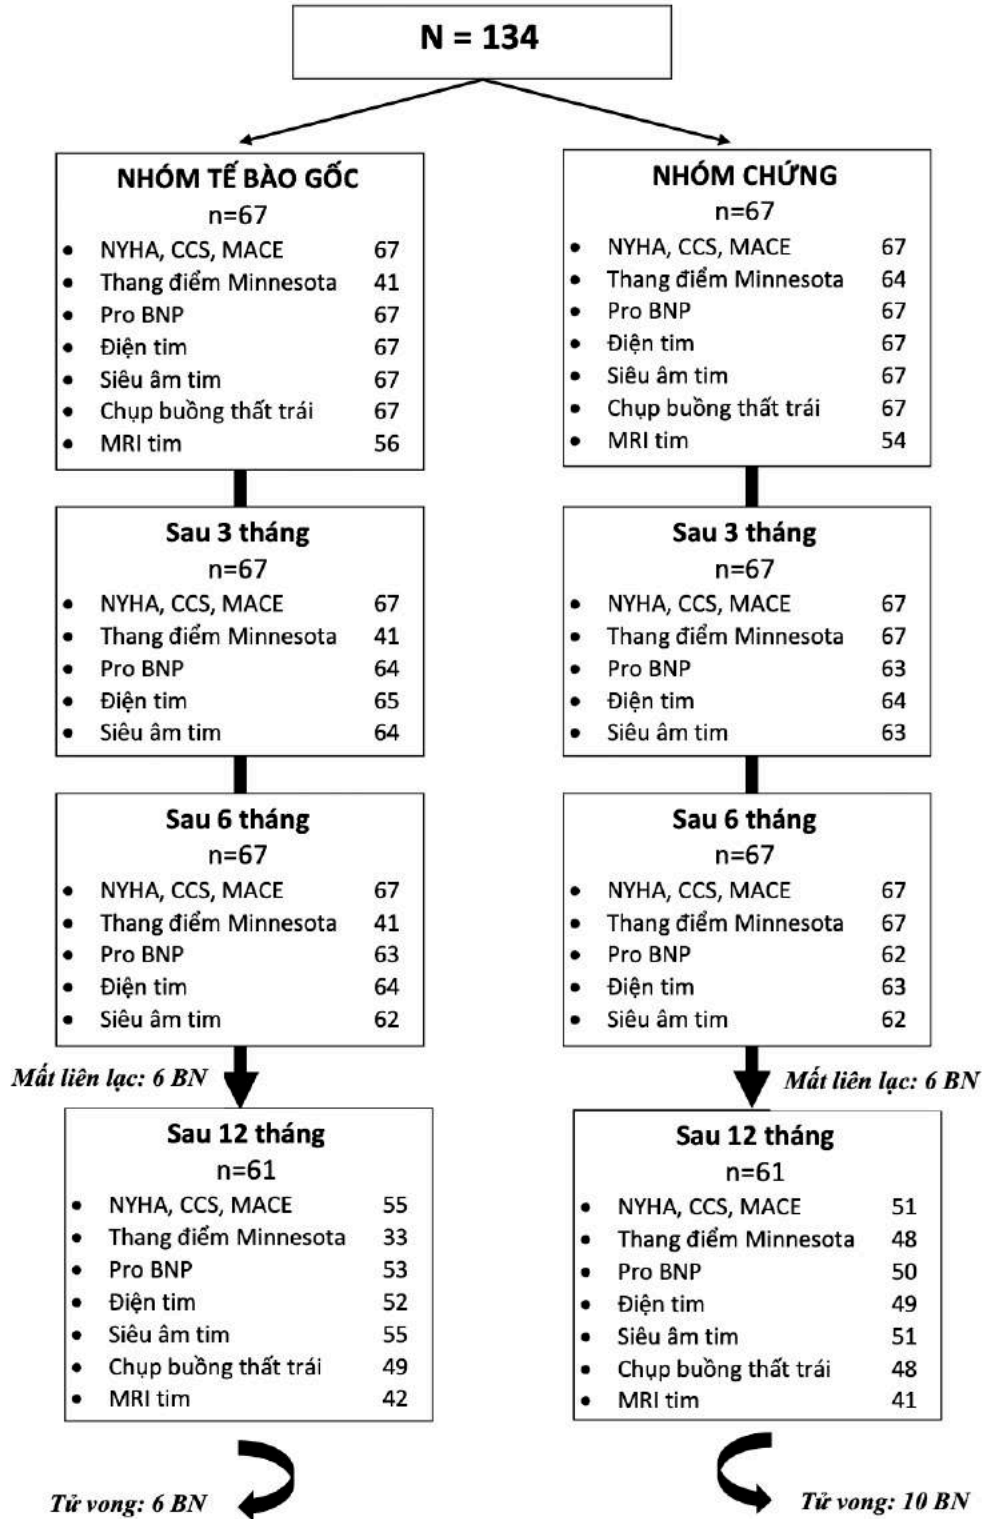 N = 134
NHÓM TẾ BÀO GỐC
n=67
• NYHA, CCS, MACE 67
• Thang điểm Minnesota 41
• Pro BNP 67
• Điện tim 67
• Siêu âm tim 67
• Chụp buồng thất trái 67
• MRI tim 56
NHÓM CHỨNG
n=67
• NYHA, CCS, MACE 67
• Thang điểm Minnesota 64
• Pro BNP 67
• Điện tim 67
• Siêu âm tim 67
• Chụp buồng thất trái 67
• MRI tim 54
Sau 3 tháng
n=67
• NYHA, CCS, MACE 67
• Thang điểm Minnesota 41
• Pro BNP 64
• Điện tim 65
• Siêu âm tim 64
Sau 3 tháng
n=67
• NYHA, CCS, MACE 67
• Thang điểm Minnesota 67
• Pro BNP 63
• Điện tim 64
• Siêu âm tim 63
Sau 6 tháng
n=67
• NYHA, CCS, MACE 67
• Thang điểm Minnesota 41
• Pro BNP 63
• Điện tim 64
• Siêu âm tim 62
Sau 6 tháng
n=67
• NYHA, CCS, MACE 67
• Thang điểm Minnesota 67
• Pro BNP 62
• Điện tim 63
• Siêu âm tim 62
Mất liên lạc: 6 BN
Mất liên lạc: 6 BN
Sau 12 tháng
n=61
• NYHA, CCS, MACE 55
• Thang điểm Minnesota 33
• Pro BNP 53
• Điện tim 52
• Siêu âm tim 55
• Chụp buồng thất trái 49
• MRI tim 42
Sau 12 tháng
n=61
• NYHA, CCS, MACE 51
• Thang điểm Minnesota 48
• Pro BNP 50
• Điện tim 49
• Siêu âm tim 51
• Chụp buồng thất trái 48
• MRI tim 41
Tử vong: 6 BN
Tử vong: 10 BN